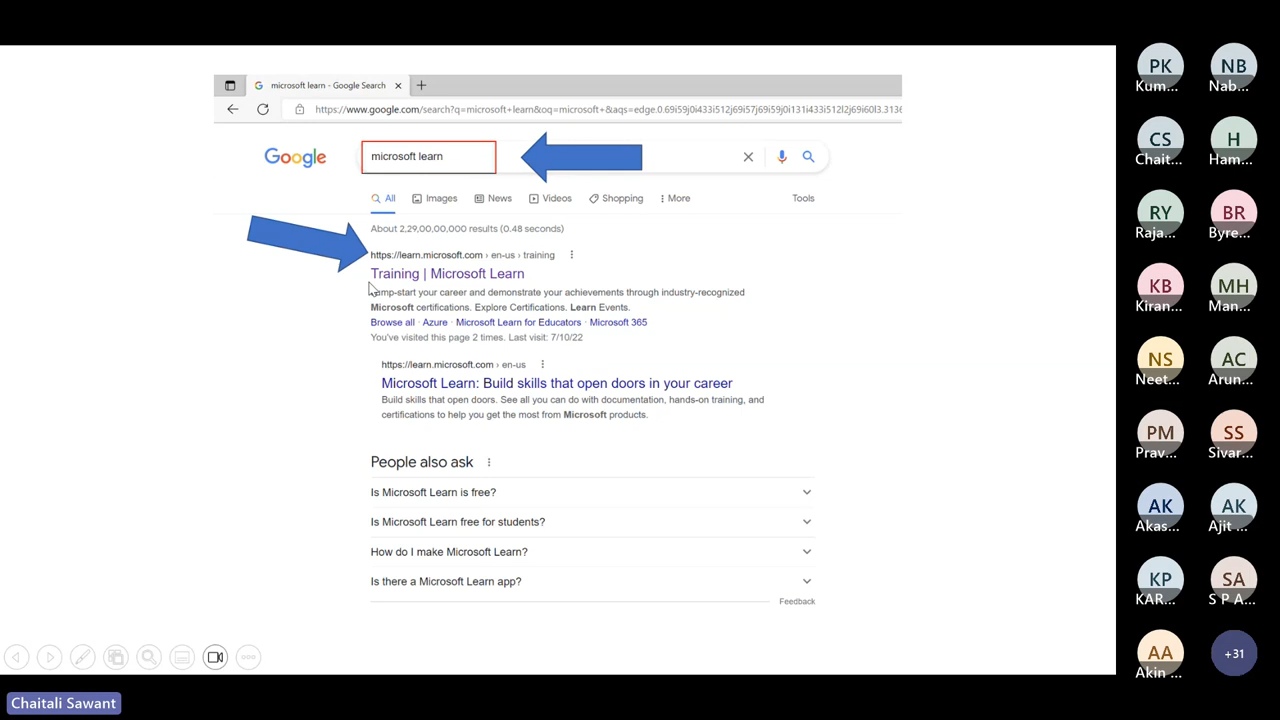 microsoft learn - Google Search
https://www.google.com/search?q=microsoft+learn&oq=microsoft+&aqs=edge.0.69i59j0i433i512j69i57j69i59j0i131i433i512l2j69i60l3.3136
Google
microsoft learn
All Images News Videos Shopping More Tools
About 2,29,00,00,000 results (0.48 seconds)
https://learn.microsoft.com › en-us › training
Training | Microsoft Learn
mp-start your career and demonstrate your achievements through industry-recognized
Microsoft certifications. Explore Certifications. Learn Events.
Browse all · Azure · Microsoft Learn for Educators · Microsoft 365
You've visited this page 2 times. Last visit: 7/10/22
https://learn.microsoft.com › en-us
Microsoft Learn: Build skills that open doors in your career
Build skills that open doors. See all you can do with documentation, hands-on training, and
certifications to help you get the most from Microsoft products.
People also ask
Is Microsoft Learn is free?
Is Microsoft Learn free for students?
How do I make Microsoft Learn?
Is there a Microsoft Learn app?
Feedback
Chaitali Sawant
PK NB
Kum... Nab...
CS H
Chait... Ham...
RY BR
Raja... Byre...
KB MH
Kiran... Man...
NS AC
Neet... Arun...
PM SS
Prav... Sivar...
AK AK
Akas... Ajit ...
KP SA
KAR... S P A...
AA +31
Akin ...